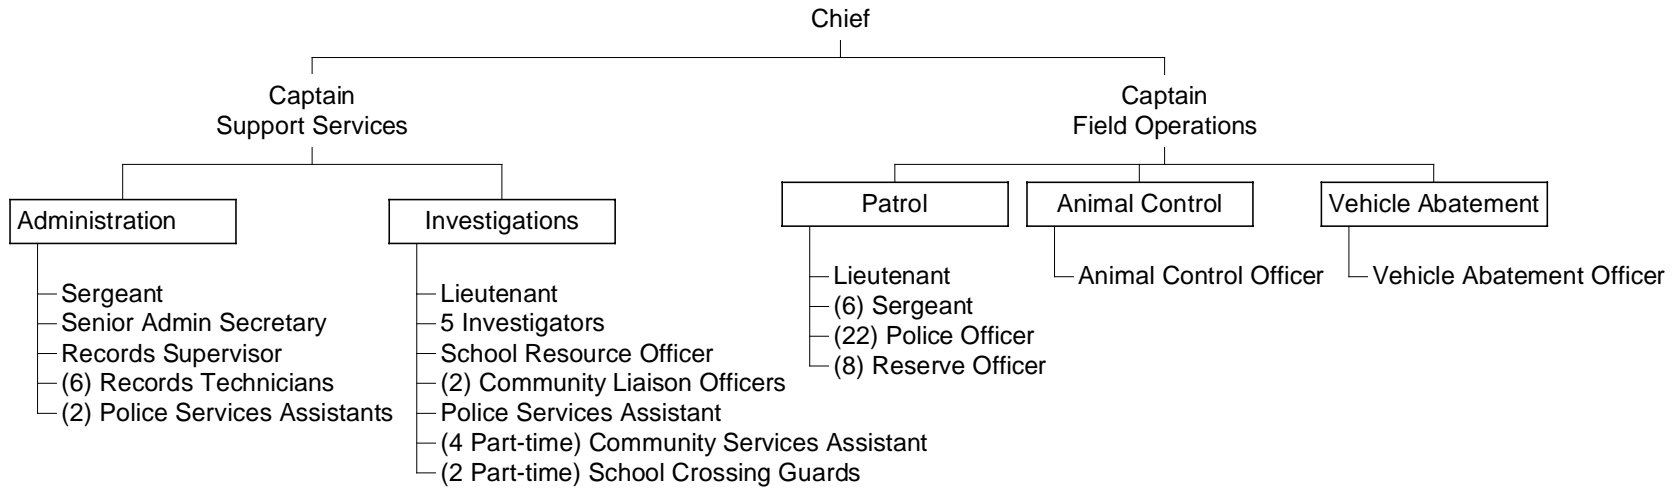 Chief
Captain
Support Services
Captain
Field Operations
Administration
Sergeant
Senior Admin Secretary
Records Supervisor
(6) Records Technicians
(2) Police Services Assistants
Investigations
Lieutenant
5 Investigators
School Resource Officer
(2) Community Liaison Officers
Police Services Assistant
(4 Part-time) Community Services Assistant
(2 Part-time) School Crossing Guards
Patrol
Lieutenant
(6) Sergeant
(22) Police Officer
(8) Reserve Officer
Animal Control
Animal Control Officer
Vehicle Abatement
Vehicle Abatement Officer